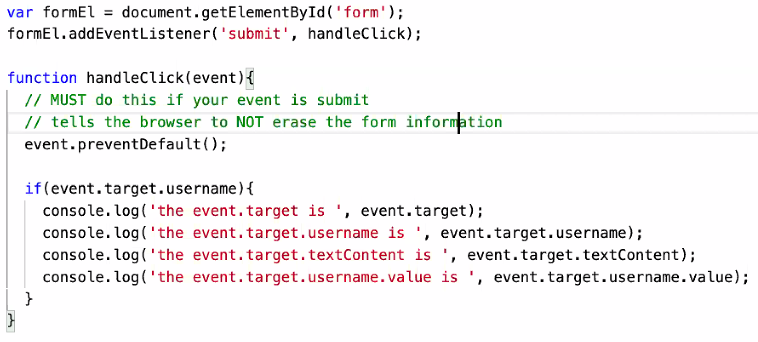 var formEl = document.getElementById('form');
formEl.addEventListener('submit', handleClick);
function handleClick(event){
// MUST do this if your event is submit
// tells the browser to NOT erase the form information
event.preventDefault();
if(event.target.username){
console.log('the event.target is ', event.target);
console.log('the event.target.username is ', event.target.username);
console.log('the event.target.textContent is ', event.target.textContent);
console.log('the event.target.username.value is ', event.target.username.value);
}
}